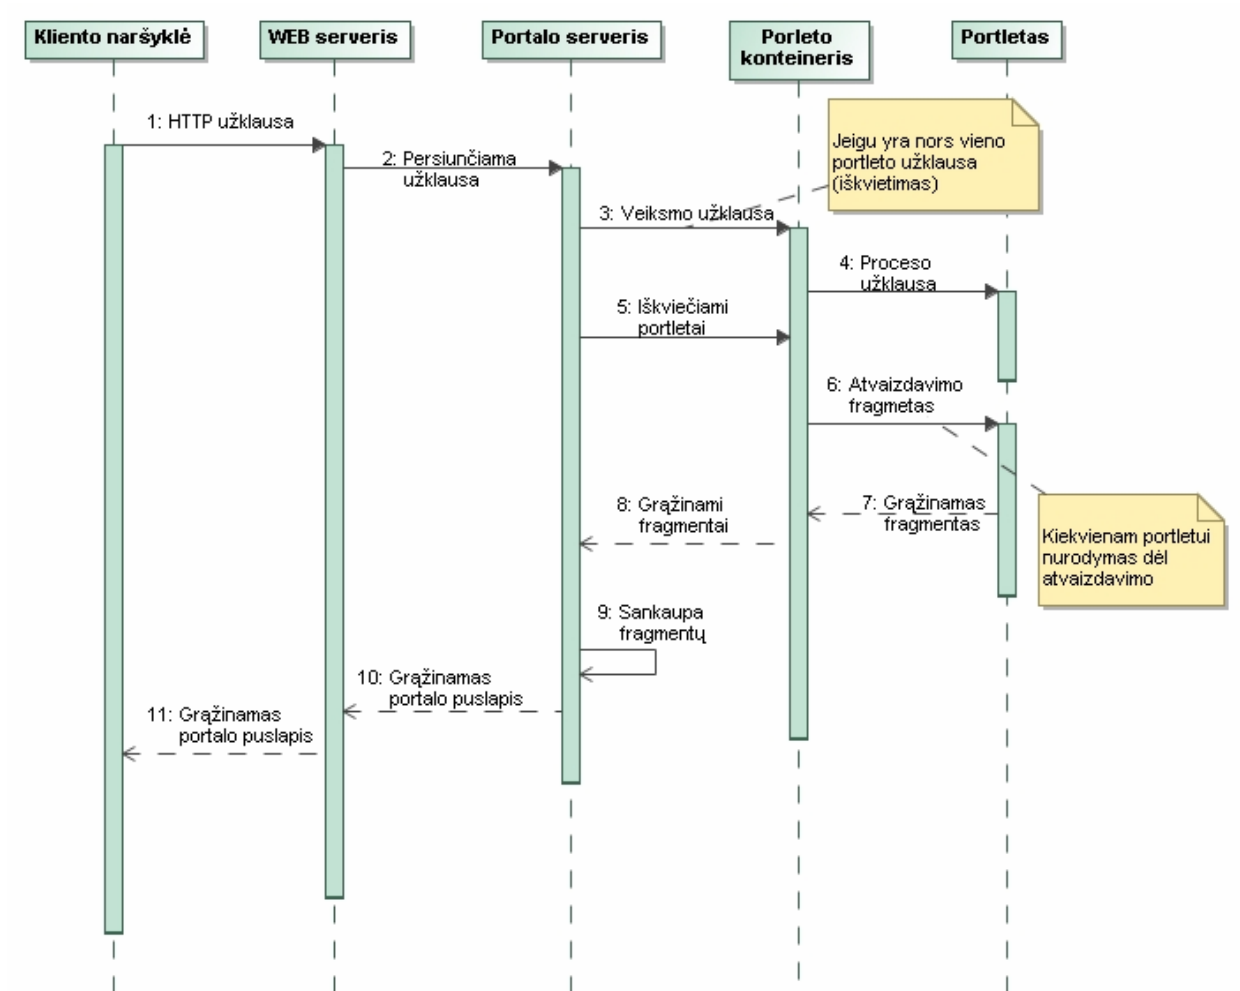 Kliento naršyklė
WEB serveris
Portalo serveris
Porleto
konteineris
Portletas
1: HTTP užklausa
2: Persiunčiama
užklausa
Jeigu yra nors vieno
portleto užklausa
(iškvietimas)
3: Veiksmo užklausa
4: Proceso
užklausa
5: Iškviečiami
portletai
6: Atvaizdavimo
fragmetas
7: Grąžinamas
fragmentas
8: Grąžinami
fragmentai
Kiekvienam portletui
nurodymas dėl
atvaizdavimo
9: Sankaupa
fragmentų
10: Grąžinamas
portalo puslapis
11: Grąžinamas
portalo puslapis